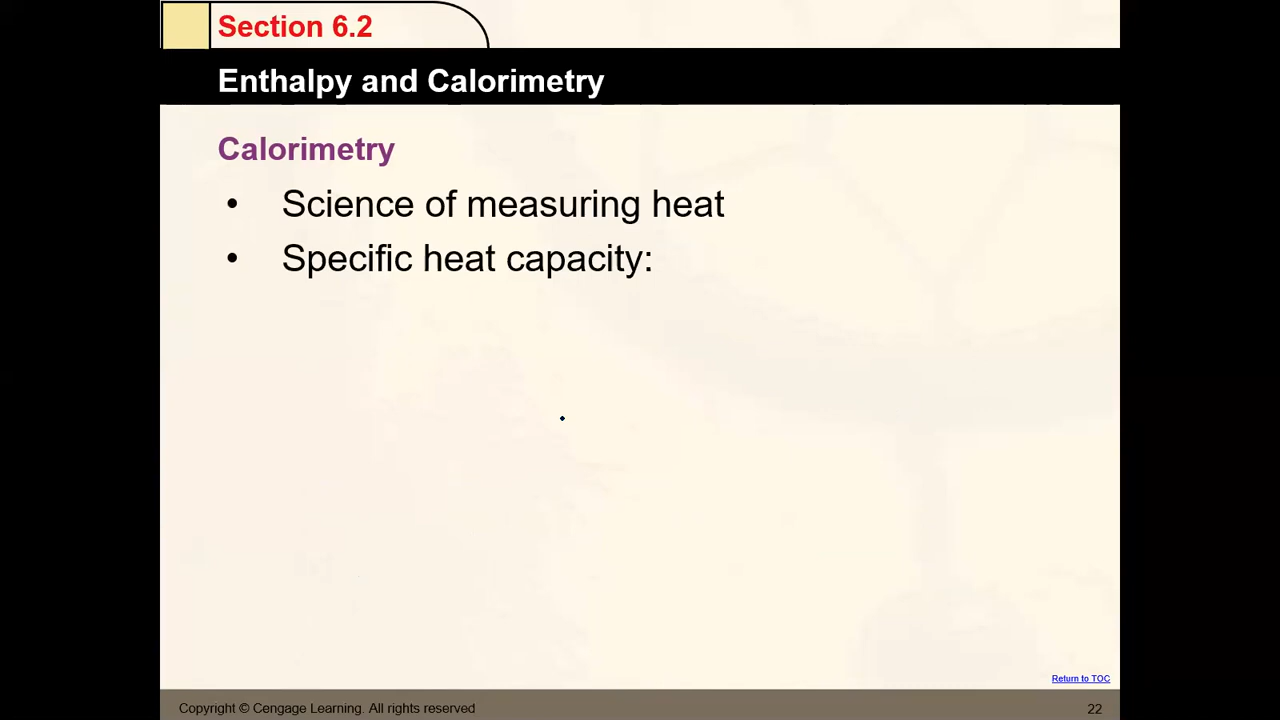 Section 6.2
Enthalpy and Calorimetry
Calorimetry
• Science of measuring heat
• Specific heat capacity:
Return to TOC
Copyright © Cengage Learning. All rights reserved
22